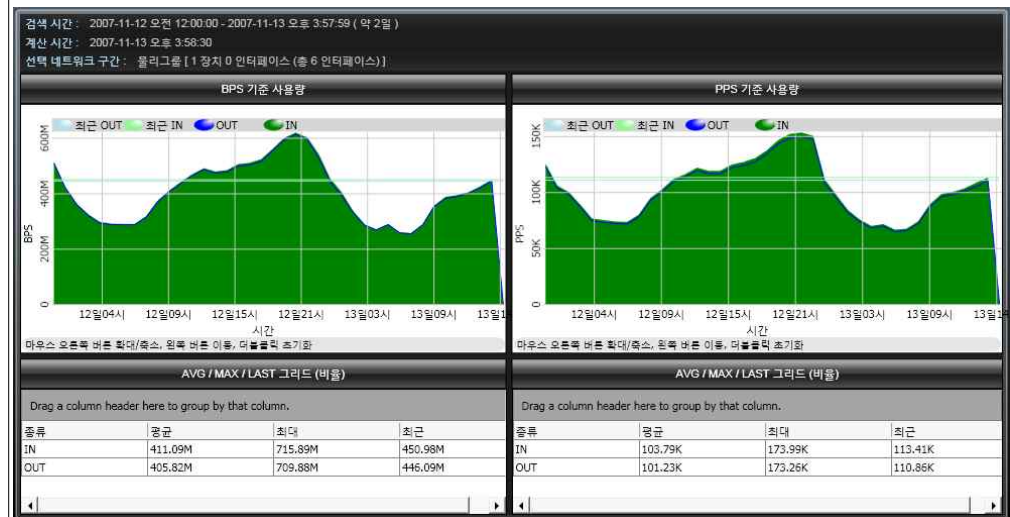 검색 시간 : 2007-11-12 오전 12:00:00 - 2007-11-13 오후 3:57:59 ( 약 2일 )
계산 시간 : 2007-11-13 오후 3:58:30
선택 네트워크 구간 : 물리그룹 [ 1 장치 0 인터페이스 (총 6 인터페이스) ]
BPS 기준 사용량
최근 OUT 최근 IN OUT IN
BPS
600M
400M
200M
0
12일04시 12일09시 12일15시 12일21시 13일03시 13일09시 13일1
시간
마우스 오른쪽 버튼 확대/축소, 왼쪽 버튼 이동, 더블클릭 초기화
PPS 기준 사용량
최근 OUT 최근 IN OUT IN
PPS
150K
100K
50K
0
12일04시 12일09시 12일15시 12일21시 13일03시 13일09시 13일14
시간
마우스 오른쪽 버튼 확대/축소, 왼쪽 버튼 이동, 더블클릭 초기화
AVG / MAX / LAST 그리드 (비율)
Drag a column header here to group by that column.
종류 평균 최대 최근
IN 411.09M 715.89M 450.98M
OUT 405.82M 709.88M 446.09M
AVG / MAX / LAST 그리드 (비율)
Drag a column header here to group by that column.
종류 평균 최대 최근
IN 103.79K 173.99K 113.41K
OUT 101.23K 173.26K 110.86K